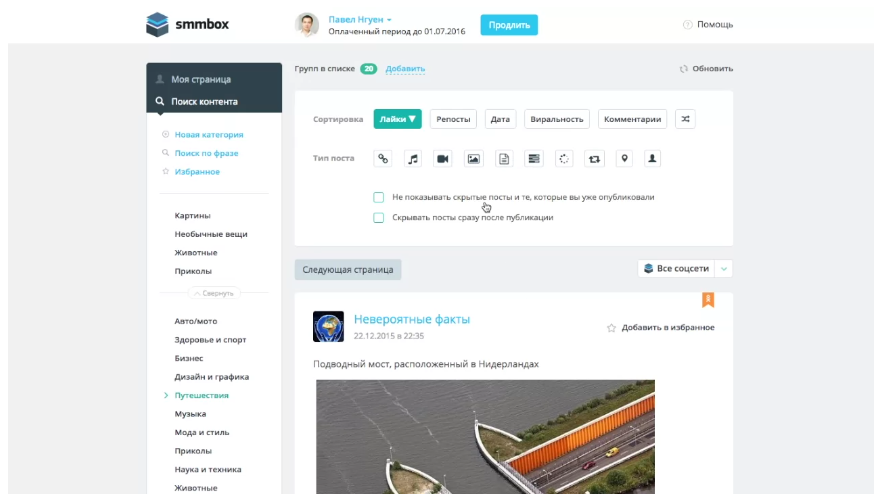 smmbox
Павел Нгуен
Оплаченный период до 01.07.2016
Продлить
Помощь
Моя страница
Поиск контента
Новая категория
Поиск по фразе
Избранное
Картины
Необычные вещи
Животные
Приколы
Свернуть
Авто/мото
Здоровье и спорт
Бизнес
Дизайн и графика
Путешествия
Музыка
Мода и стиль
Приколы
Наука и техника
Животные
Групп в списке 20 Добавить
Обновить
Сортировка Лайки ▼ Репосты Дата Виральность Комментарии
Тип поста
Не показывать скрытые посты и те, которые вы уже опубликовали
Скрывать посты сразу после публикации
Следующая страница
Все соцсети
Невероятные факты
22.12.2015 в 22:35
Добавить в избранное
Подводный мост, расположенный в Нидерландах